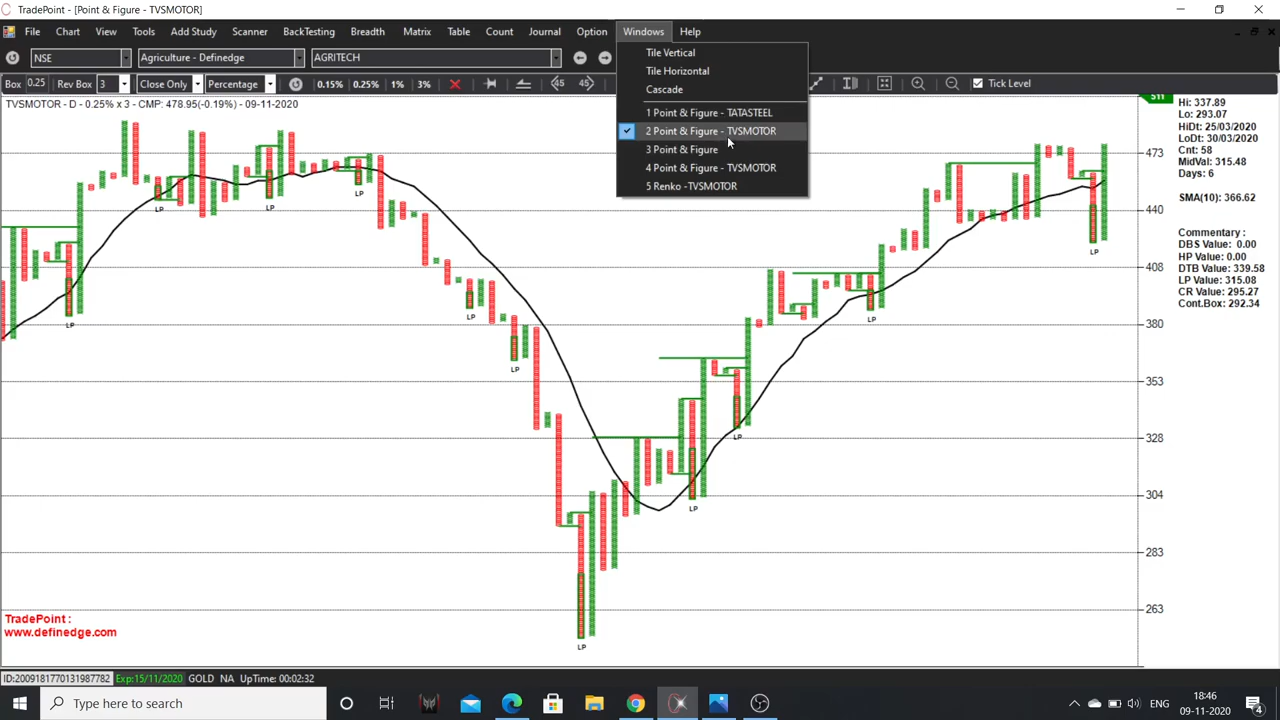 TradePoint - [Point & Figure - TVSMOTOR]
File Chart View Tools Add Study Scanner BackTesting Breadth Matrix Table Count Journal Option Windows Help
NSE Agriculture - Definedge AGRITECH
Box 0.25 Rev Box 3 Close Only Percentage 0.15% 0.25% 1% 3% 45 45 Tick Level
TVSMOTOR - D - 0.25% x 3 - CMP: 478.95(-0.19%) - 09-11-2020
Tile Vertical
Tile Horizontal
Cascade
1 Point & Figure - TATASTEEL
2 Point & Figure - TVSMOTOR
3 Point & Figure
4 Point & Figure - TVSMOTOR
5 Renko -TVSMOTOR
511
473
440
408
380
353
328
304
283
263
Hi: 337.89
Lo: 293.07
HiDt: 25/03/2020
LoDt: 30/03/2020
Cnt: 58
MidVal: 315.48
Days: 6
SMA(10): 366.62
Commentary :
DBS Value: 0.00
HP Value: 0.00
DTB Value: 339.58
LP Value: 315.08
CR Value: 295.27
Cont.Box: 292.34
LP
LP
LP
LP
LP
LP
LP
LP
LP
LP
LP
TradePoint :
www.definedge.com
ID:2009181770131987782 Exp:15/11/2020 GOLD NA UpTime: 00:02:32
Type here to search
ENG
18:46
09-11-2020
4